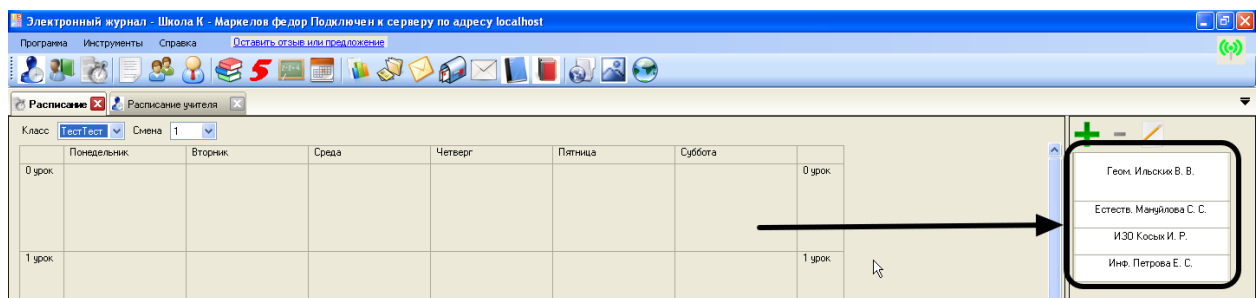 Электронный журнал - Школа К - Маркелов федор Подключен к серверу по адресу localhost
Программа Инструменты Справка Оставить отзыв или предложение
5
Расписание Расписание учителя
Класс ТестТест Смена 1
Понедельник Вторник Среда Четверг Пятница Суббота
0 урок 0 урок
1 урок 1 урок
Геом. Ильских В. В.
Естеств. Мануйлова С. С.
ИЗО Косых И. Р.
Инф. Петрова Е. С.